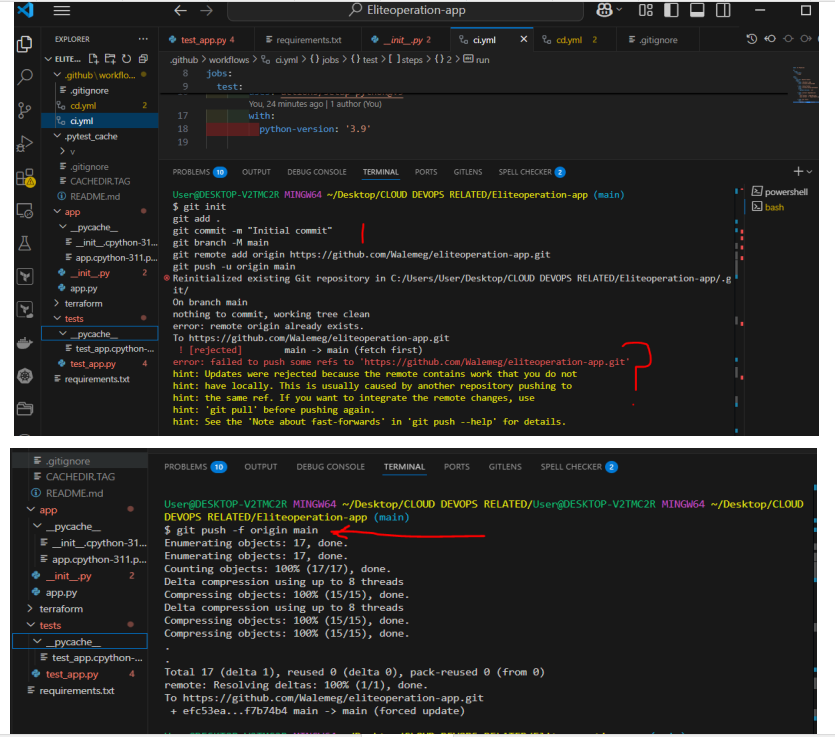 Eliteoperation-app
EXPLORER ...
test_app.py 4 requirements.txt __init__.py 2 ci.yml × cd.yml 2 .gitignore
ELITE...
.github > workflows > ci.yml > {} jobs > {} test > [ ] steps > {} 2 > run
.github\workflo...
.gitignore
cd.yml 2
ci.yml
.pytest_cache
v
.gitignore
CACHEDIR.TAG
README.md
app
__pycache__
__init__.cpython-31...
app.cpython-311.p...
__init__.py 2
app.py
terraform
tests
__pycache__
test_app.cpython-...
test_app.py 4
requirements.txt
8 jobs:
9 test:
You, 24 minutes ago | 1 author (You)
17 with:
18 python-version: '3.9'
19
PROBLEMS 10 OUTPUT DEBUG CONSOLE TERMINAL PORTS GITLENS SPELL CHECKER 2
powershell
bash
User@DESKTOP-V2TMC2R MINGW64 ~/Desktop/CLOUD DEVOPS RELATED/Eliteoperation-app (main)
$ git init
git add .
git commit -m "Initial commit"
git branch -M main
git remote add origin https://github.com/Walemeg/eliteoperation-app.git
git push -u origin main
Reinitialized existing Git repository in C:/Users/User/Desktop/CLOUD DEVOPS RELATED/Eliteoperation-app/.g
it/
On branch main
nothing to commit, working tree clean
error: remote origin already exists.
To https://github.com/Walemeg/eliteoperation-app.git
! [rejected] main -> main (fetch first)
error: failed to push some refs to 'https://github.com/Walemeg/eliteoperation-app.git'
hint: Updates were rejected because the remote contains work that you do not
hint: have locally. This is usually caused by another repository pushing to
hint: the same ref. If you want to integrate the remote changes, use
hint: 'git pull' before pushing again.
hint: See the 'Note about fast-forwards' in 'git push --help' for details.
?
.gitignore
CACHEDIR.TAG
README.md
app
__pycache__
__init__.cpython-31...
app.cpython-311.p...
__init__.py 2
app.py
terraform
tests
__pycache__
test_app.cpython-...
test_app.py 4
requirements.txt
PROBLEMS 10 OUTPUT DEBUG CONSOLE TERMINAL PORTS GITLENS SPELL CHECKER 2
User@DESKTOP-V2TMC2R MINGW64 ~/Desktop/CLOUD DEVOPS RELATED/User@DESKTOP-V2TMC2R MINGW64 ~/Desktop/CLOUD
DEVOPS RELATED/Eliteoperation-app (main)
$ git push -f origin main
Enumerating objects: 17, done.
Enumerating objects: 17, done.
Counting objects: 100% (17/17), done.
Delta compression using up to 8 threads
Compressing objects: 100% (15/15), done.
Delta compression using up to 8 threads
Compressing objects: 100% (15/15), done.
Compressing objects: 100% (15/15), done.
.
.
Total 17 (delta 1), reused 0 (delta 0), pack-reused 0 (from 0)
remote: Resolving deltas: 100% (1/1), done.
To https://github.com/Walemeg/eliteoperation-app.git
+ efc53ea...f7b74b4 main -> main (forced update)